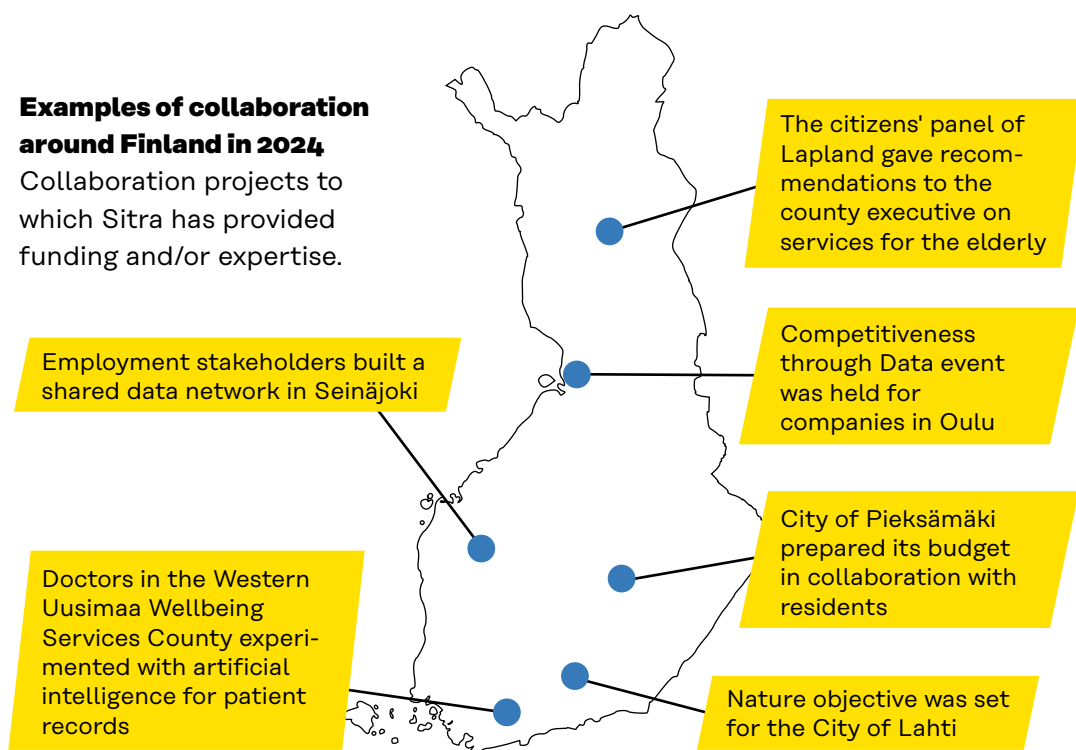 Examples of collaboration
around Finland in 2024
Collaboration projects to
which Sitra has provided
funding and/or expertise.
The citizens' panel of
Lapland gave recom-
mendations to the
county executive on
services for the elderly
Employment stakeholders built a
shared data network in Seinäjoki
Competitiveness
through Data event
was held for
companies in Oulu
City of Pieksämäki
prepared its budget
in collaboration with
residents
Doctors in the Western
Uusimaa Wellbeing
Services County experi-
mented with artificial
intelligence for patient
records
Nature objective was set
for the City of Lahti